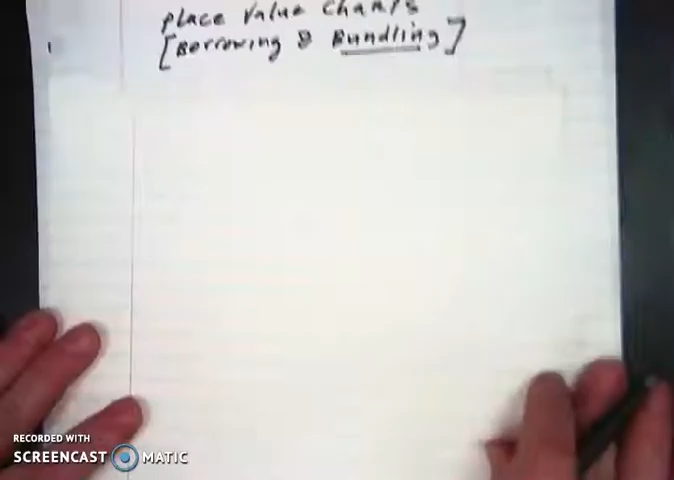 place Value Charts
[Borrowing & Bundling]
RECORDED WITH
SCREENCAST MATIC